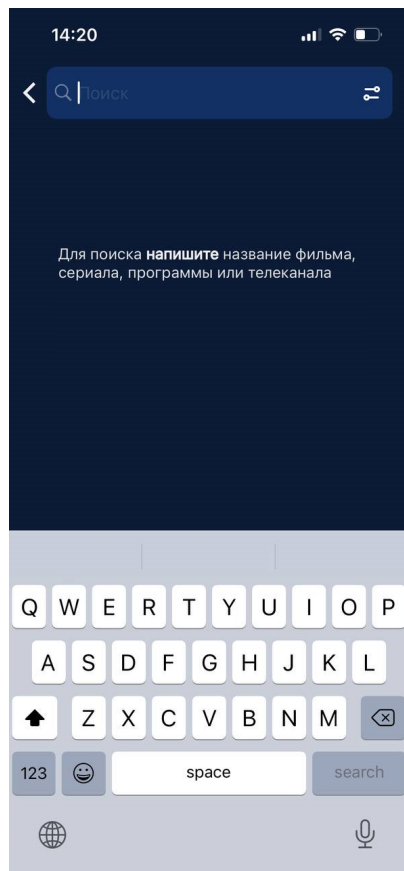 14:20
Поиск
Для поиска напишите название фильма,
сериала, программы или телеканала
Q W E R T Y U I O P
A S D F G H J K L
Z X C V B N M
123 space search